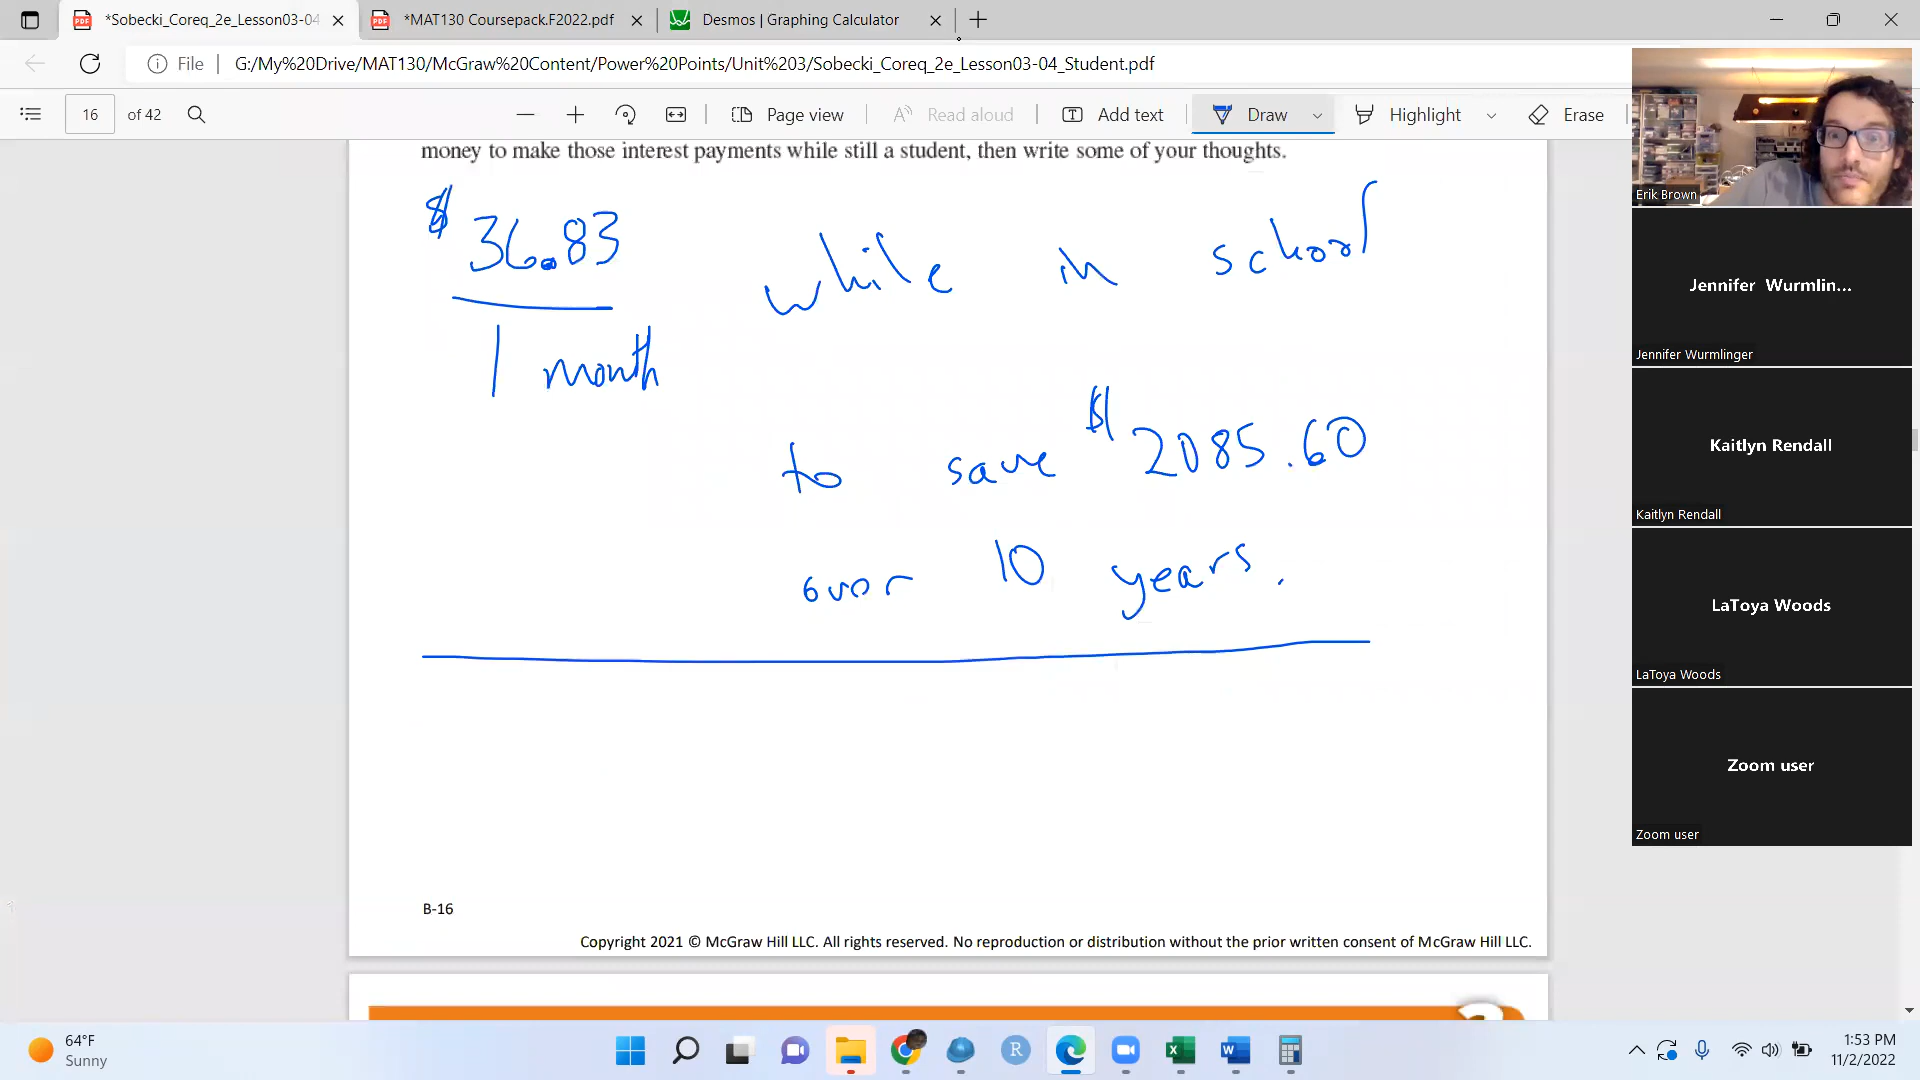 *Sobecki_Coreq_2e_Lesson03-04
*MAT130 Coursepack.F2022.pdf
Desmos | Graphing Calculator
File
G:/My%20Drive/MAT130/McGraw%20Content/Power%20Points/Unit%203/Sobecki_Coreq_2e_Lesson03-04_Student.pdf
16 of 42
Page view
Read aloud
Add text
Draw
Highlight
Erase
money to make those interest payments while still a student, then write some of your thoughts.
$36.83 while in school
1 month
to save $2085.60
over 10 years.
B-16
Copyright 2021 © McGraw Hill LLC. All rights reserved. No reproduction or distribution without the prior written consent of McGraw Hill LLC.
Erik Brown
Jennifer Wurmlin...
Jennifer Wurmlinger
Kaitlyn Rendall
Kaitlyn Rendall
LaToya Woods
LaToya Woods
Zoom user
Zoom user
64°F
Sunny
1:53 PM
11/2/2022